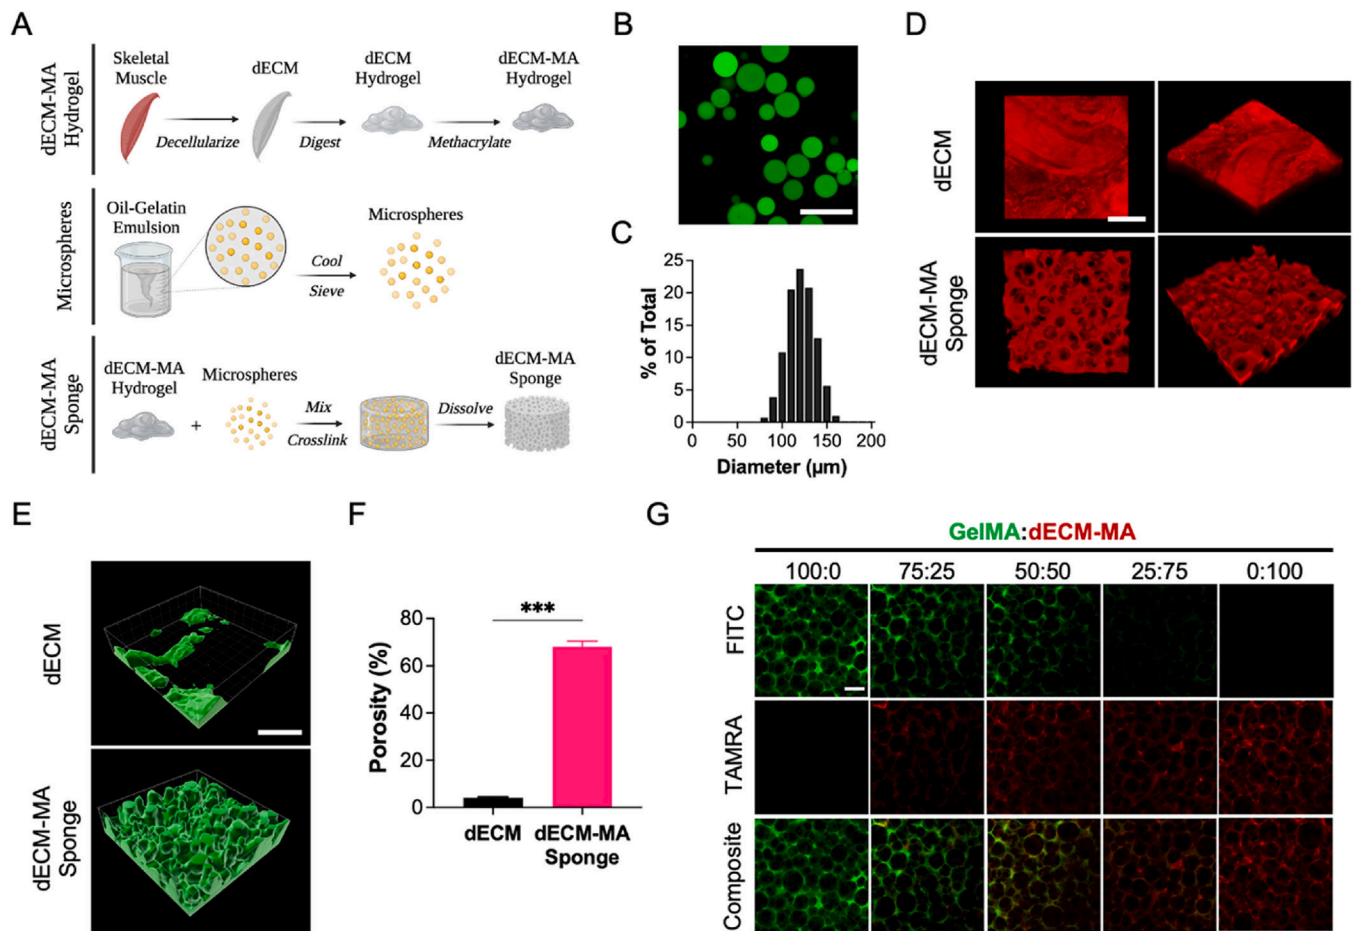 A
dECM-MA
Hydrogel
Skeletal
Muscle
dECM
dECM
Hydrogel
dECM-MA
Hydrogel
Decellularize
Digest
Methacrylate
Microspheres
Oil-Gelatin
Emulsion
Cool
Sieve
Microspheres
dECM-MA
Sponge
dECM-MA
Hydrogel
+
Microspheres
Mix
Crosslink
Dissolve
dECM-MA
Sponge
B
C
% of Total
25
20
15
10
5
0
0 50 100 150 200
Diameter (µm)
D
dECM
dECM-MA
Sponge
E
dECM
dECM-MA
Sponge
F
Porosity (%)
80
60
40
20
0
***
dECM
dECM-MA
Sponge
G
GelMA:dECM-MA
100:0 75:25 50:50 25:75 0:100
FITC
TAMRA
Composite